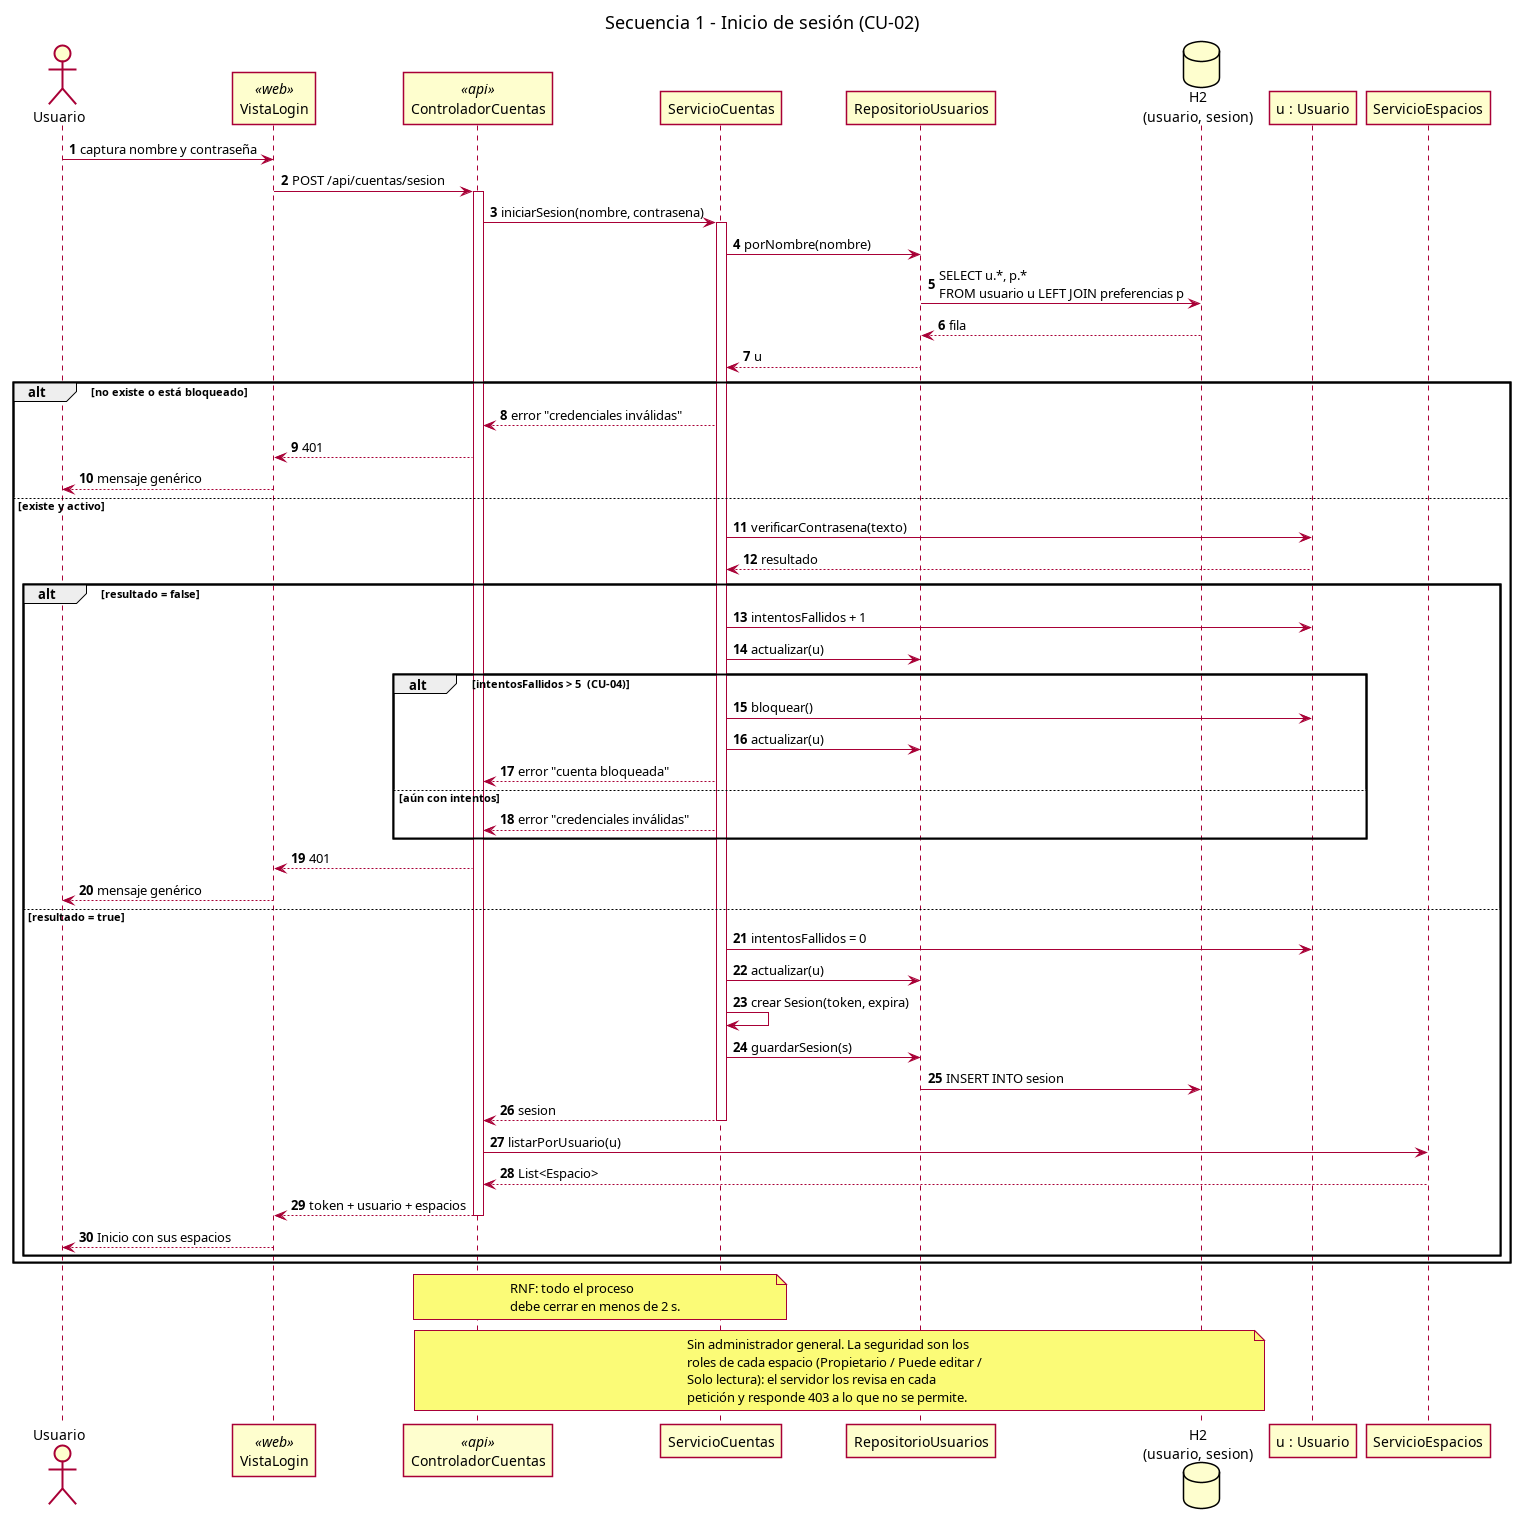 Secuencia 1 - Inicio de sesión (CU-02)
Usuario
«web»
VistaLogin
«api»
ControladorCuentas
ServicioCuentas
RepositorioUsuarios
H2
(usuario, sesion)
u : Usuario
ServicioEspacios
1 captura nombre y contraseña
2 POST /api/cuentas/sesion
3 iniciarSesion(nombre, contrasena)
4 porNombre(nombre)
5 SELECT u.*, p.*
FROM usuario u LEFT JOIN preferencias p
6 fila
7 u
alt [no existe o está bloqueado]
8 error "credenciales inválidas"
9 401
10 mensaje genérico
[existe y activo]
11 verificarContrasena(texto)
12 resultado
alt [resultado = false]
13 intentosFallidos + 1
14 actualizar(u)
alt [intentosFallidos > 5 (CU-04)]
15 bloquear()
16 actualizar(u)
17 error "cuenta bloqueada"
[aún con intentos]
18 error "credenciales inválidas"
19 401
20 mensaje genérico
[resultado = true]
21 intentosFallidos = 0
22 actualizar(u)
23 crear Sesion(token, expira)
24 guardarSesion(s)
25 INSERT INTO sesion
26 sesion
27 listarPorUsuario(u)
28 List<Espacio>
29 token + usuario + espacios
30 Inicio con sus espacios
RNF: todo el proceso
debe cerrar en menos de 2 s.
Sin administrador general. La seguridad son los
roles de cada espacio (Propietario / Puede editar /
Solo lectura): el servidor los revisa en cada
petición y responde 403 a lo que no se permite.
Usuario
«web»
VistaLogin
«api»
ControladorCuentas
ServicioCuentas
RepositorioUsuarios
H2
(usuario, sesion)
u : Usuario
ServicioEspacios